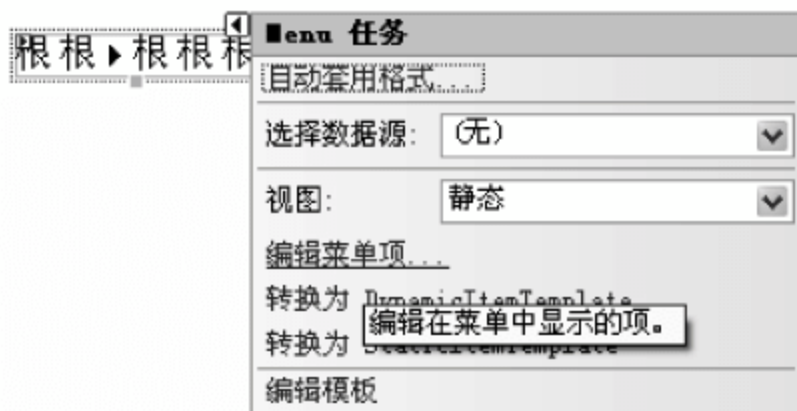 根 根 根 根 根
Menu 任务
自动套用格式...
选择数据源: (无)
视图: 静态
编辑菜单项...
转换为 DynamicItemTemplate
编辑在菜单中显示的项。
转换为 StaticItemTemplate
编辑模板